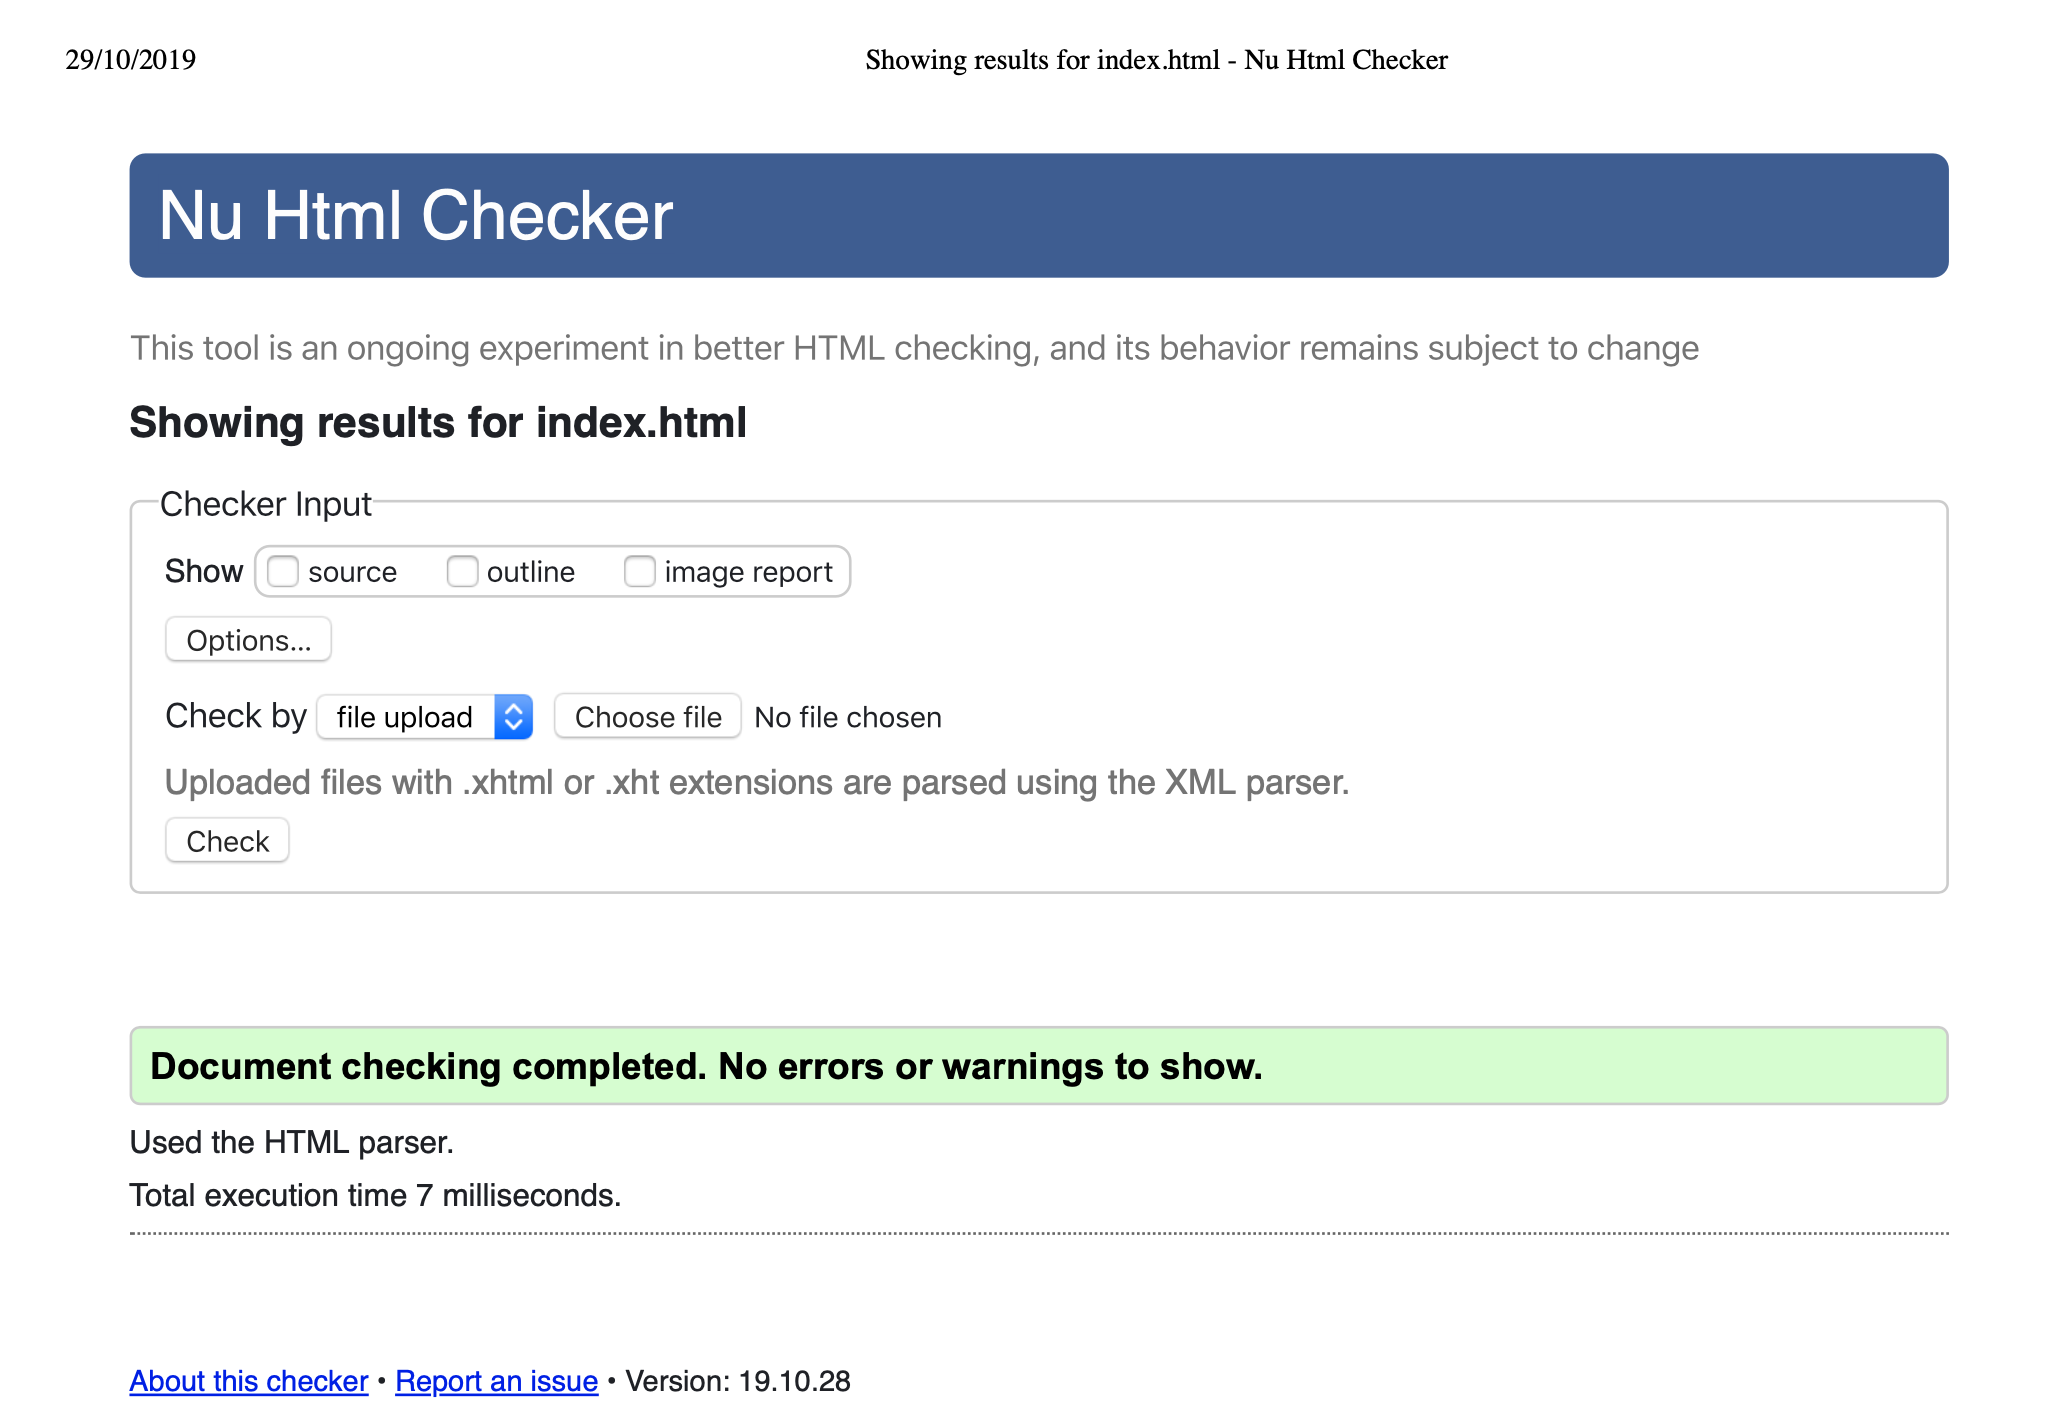 29/10/2019 Showing results for index.html - Nu Html Checker
Nu Html Checker
This tool is an ongoing experiment in better HTML checking, and its behavior remains subject to change
Showing results for index.html
Checker Input
Show source outline image report
Options...
Check by file upload Choose file No file chosen
Uploaded files with .xhtml or .xht extensions are parsed using the XML parser.
Check
Document checking completed. No errors or warnings to show.
Used the HTML parser.
Total execution time 7 milliseconds.
About this checker • Report an issue • Version: 19.10.28